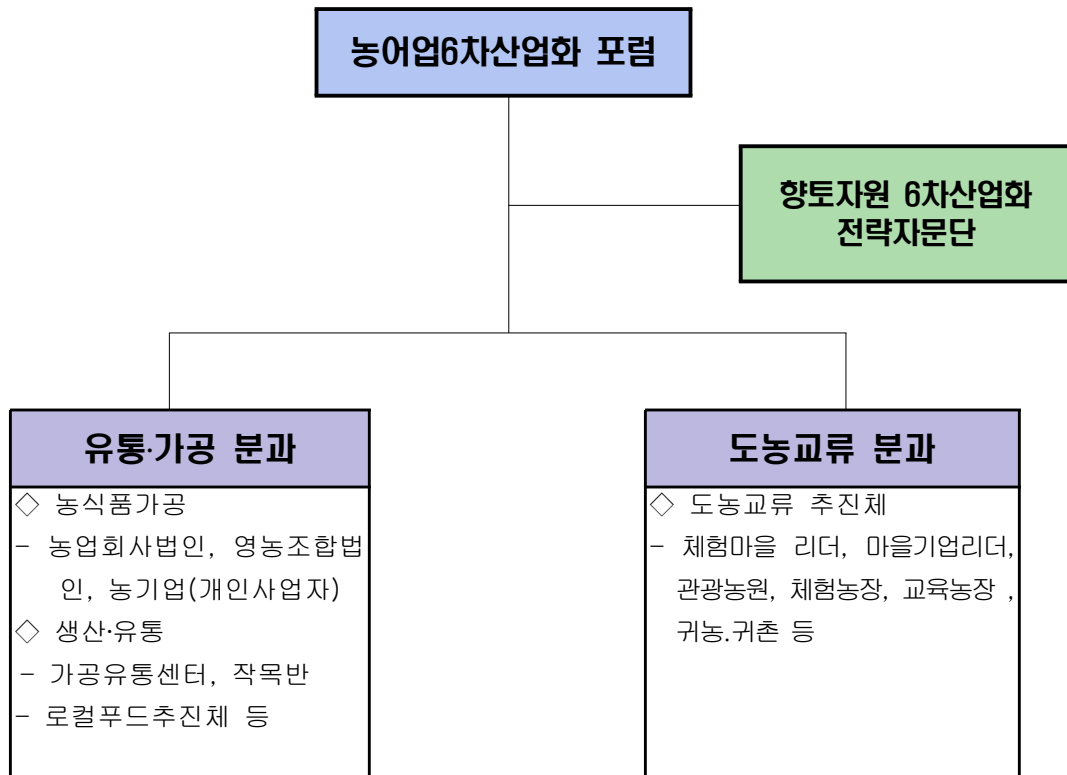 농어업6차산업화 포럼
향토자원 6차산업화
전략자문단
유통·가공 분과
◇ 농식품가공
- 농업회사법인, 영농조합법
인, 농기업(개인사업자)
◇ 생산·유통
- 가공유통센터, 작목반
- 로컬푸드추진체 등
도농교류 분과
◇ 도농교류 추진체
- 체험마을 리더, 마을기업리더,
관광농원, 체험농장, 교육농장 ,
귀농.귀촌 등